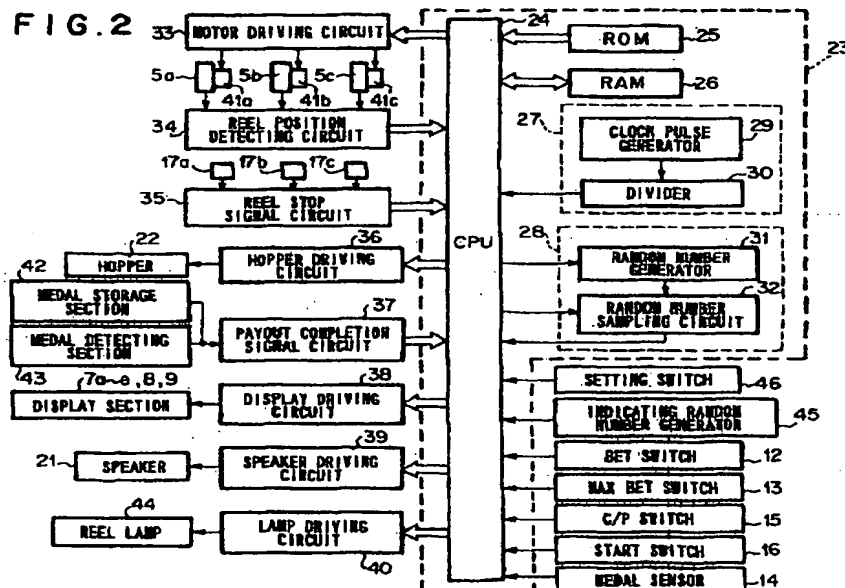 FIG.2
33
MOTOR DRIVING CIRCUIT
24
ROM
25
23
5a
5b
5c
41a
41b
41c
RAM
26
34
REEL POSITION
DETECTING CIRCUIT
27
CLOCK PULSE
GENERATOR
29
30
DIVIDER
17a
17b
17c
35
REEL STOP
SIGNAL CIRCUIT
CPU
28
31
RANDOM NUMBER
GENERATOR
32
RANDOM NUMBER
SAMPLING CIRCUIT
22
HOPPER
36
HOPPER DRIVING
CIRCUIT
42
MEDAL STORAGE
SECTION
37
PAYOUT COMPLETION
SIGNAL CIRCUIT
MEDAL DETECTING
SECTION
43
7a~e,8,9
DISPLAY SECTION
38
DISPLAY DRIVING
CIRCUIT
SETTING SWITCH
46
INDICATING RANDOM
NUMBER GENERATOR
45
39
21
SPEAKER
SPEAKER DRIVING
CIRCUIT
BET SWITCH
12
MAX BET SWITCH
13
44
REEL LAMP
LAMP DRIVING
CIRCUIT
40
C/P SWITCH
15
START SWITCH
16
MEDAL SENSOR
14